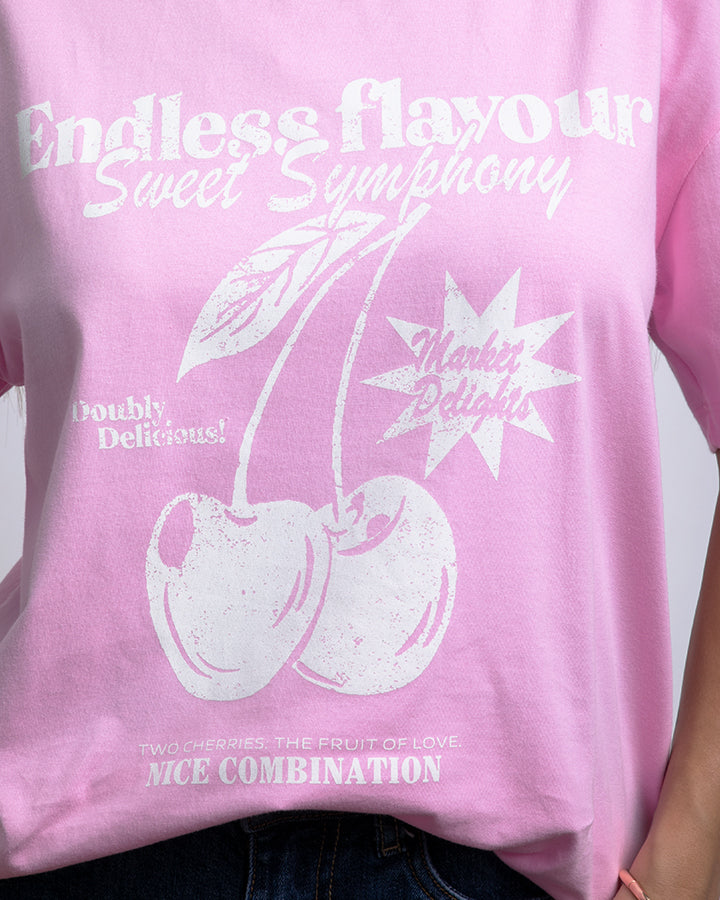 Endless flavour
Sweet Symphony
Market
Delights
Doubly
Delicious!
TWO CHERRIES. THE FRUIT OF LOVE.
NICE COMBINATION